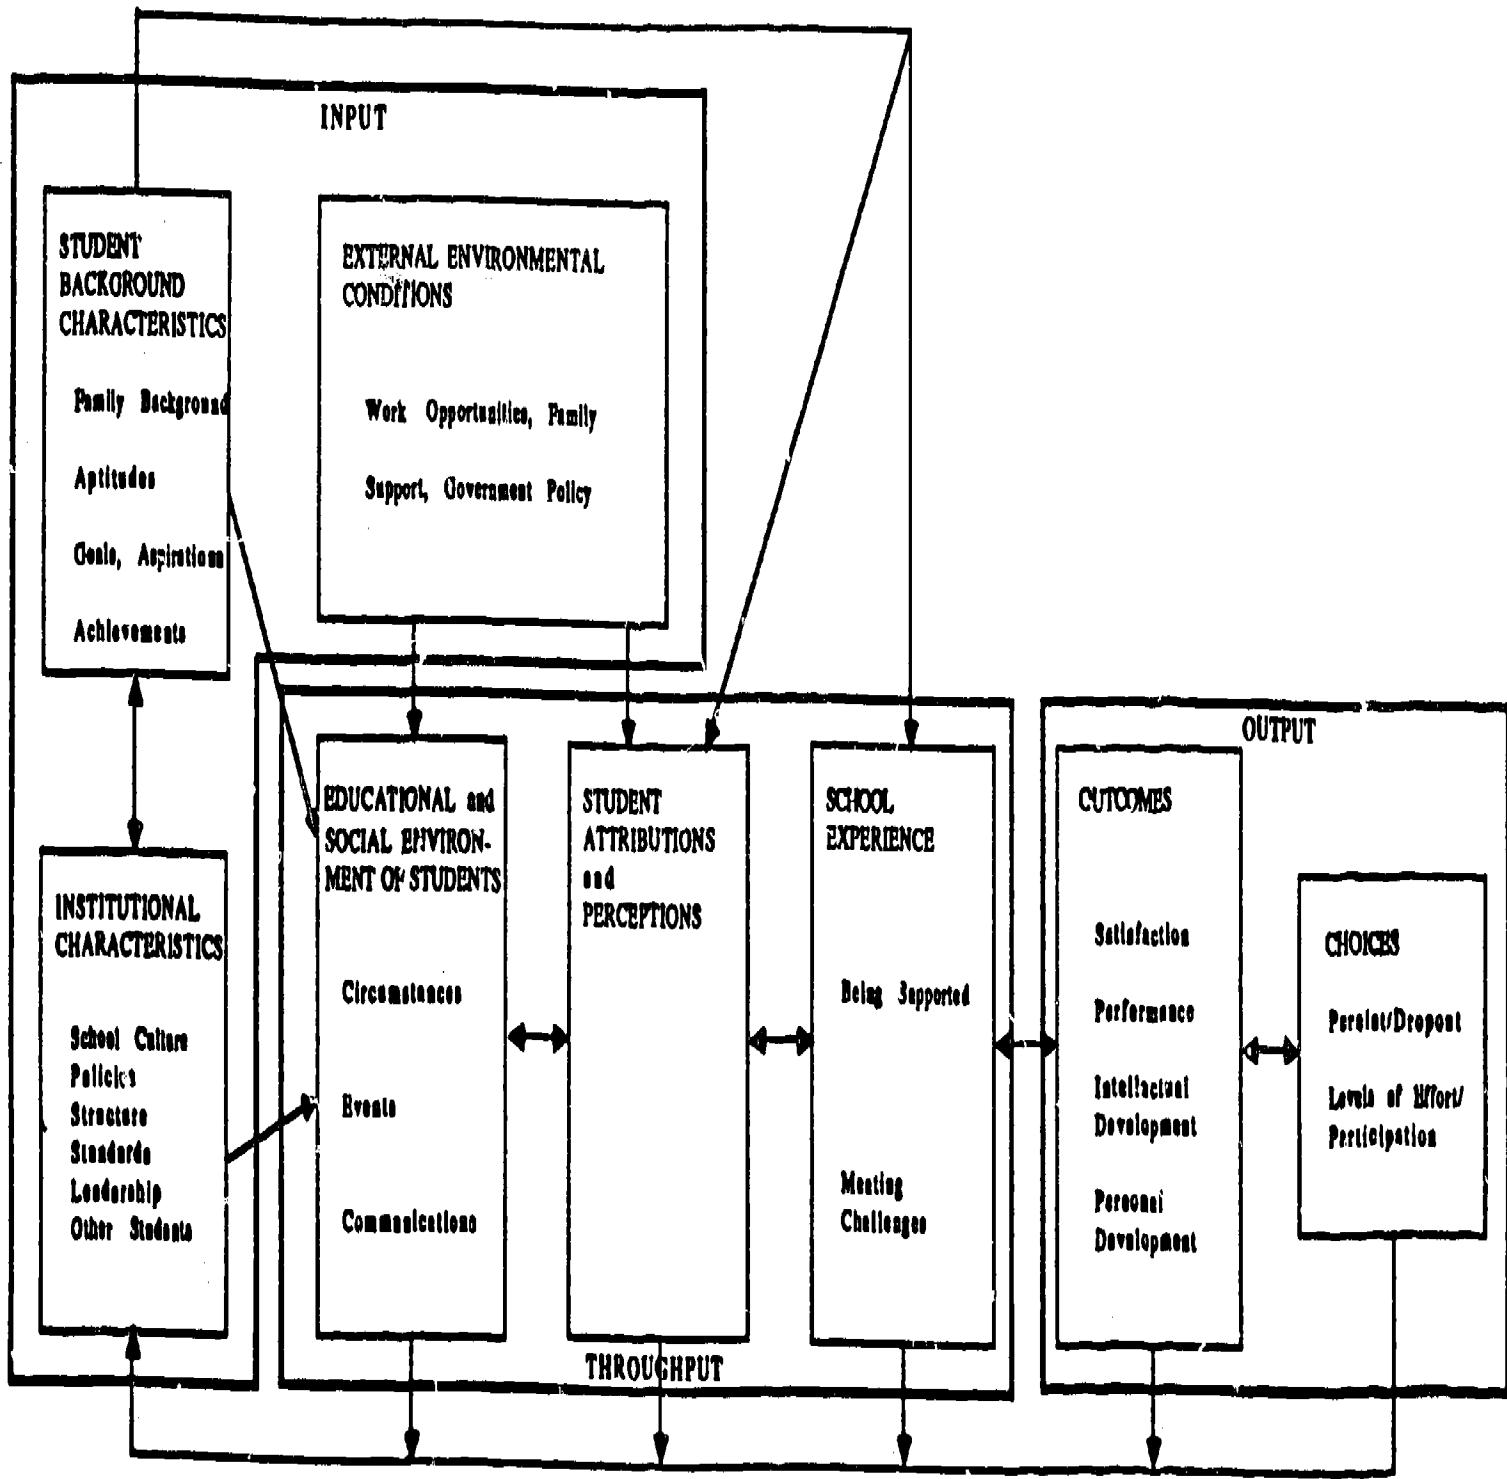 INPUT
STUDENT
BACKGROUND
CHARACTERISTICS
Family Background
Aptitudes
Goals, Aspirations
Achievements
EXTERNAL ENVIRONMENTAL
CONDITIONS
Work Opportunities, Family
Support, Government Policy
INSTITUTIONAL
CHARACTERISTICS
School Culture
Policies
Structure
Standards
Leadership
Other Students
EDUCATIONAL and
SOCIAL ENVIRON-
MENT OF STUDENTS
Circumstances
Events
Communications
STUDENT
ATTRIBUTIONS
and
PERCEPTIONS
SCHOOL
EXPERIENCE
Being Supported
Meeting
Challenges
THROUGHPUT
OUTPUT
OUTCOMES
Satisfaction
Performance
Intellectual
Development
Personal
Development
CHOICES
Persist/Dropout
Levels of Effort/
Participation